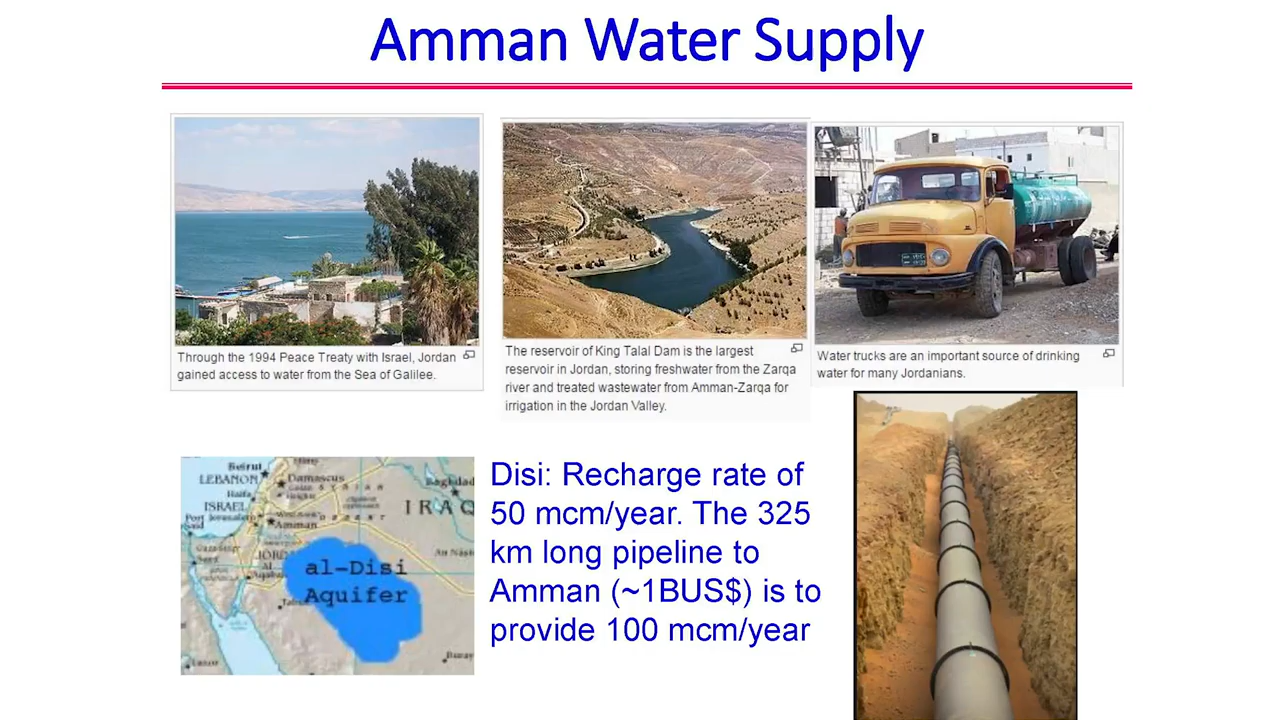 Amman Water Supply
Through the 1994 Peace Treaty with Israel, Jordan
gained access to water from the Sea of Galilee.
The reservoir of King Talal Dam is the largest
reservoir in Jordan, storing freshwater from the Zarqa
river and treated wastewater from Amman-Zarqa for
irrigation in the Jordan Valley.
Water trucks are an important source of drinking
water for many Jordanians.
Beirut
LEBANON
Damascus
Baghdad
Haifa
ISRAEL
IRAQ
Port
Said
Jerusalem
Amman
An
al-Disi
Aquifer
Disi: Recharge rate of
50 mcm/year. The 325
km long pipeline to
Amman (~1BUS$) is to
provide 100 mcm/year